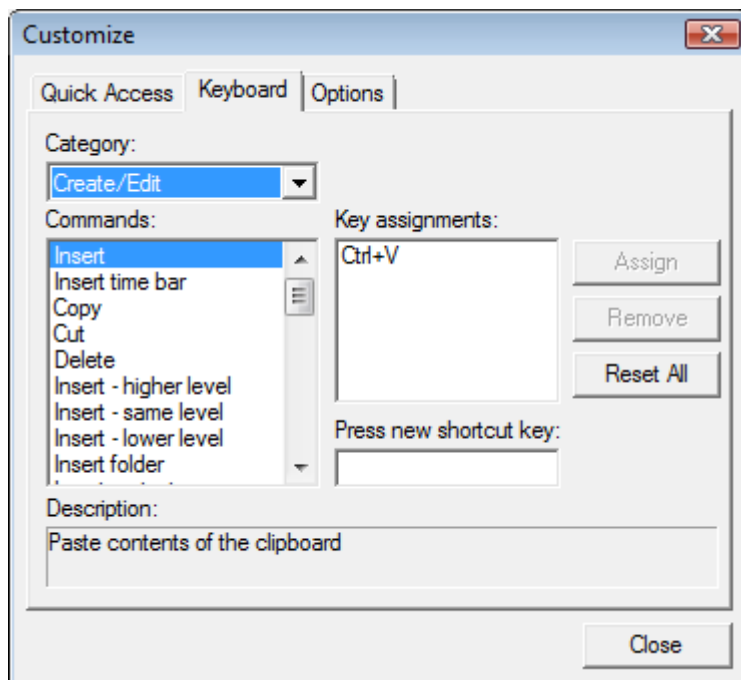 Customize
Quick Access
Keyboard
Options
Category:
Create/Edit
Commands:
Insert
Insert time bar
Copy
Cut
Delete
Insert - higher level
Insert - same level
Insert - lower level
Insert folder
Key assignments:
Ctrl+V
Assign
Remove
Reset All
Press new shortcut key:
Description:
Paste contents of the clipboard
Close